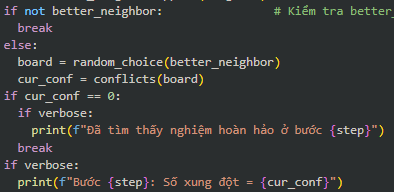 if not better_neighbor: # Kiểm tra better_
break
else:
board = random_choice(better_neighbor)
cur_conf = conflicts(board)
if cur_conf == 0:
if verbose:
print(f"Đã tìm thấy nghiệm hoàn hảo ở bước {step}")
break
if verbose:
print(f"Bước {step}: Số xung đột = {cur_conf}")